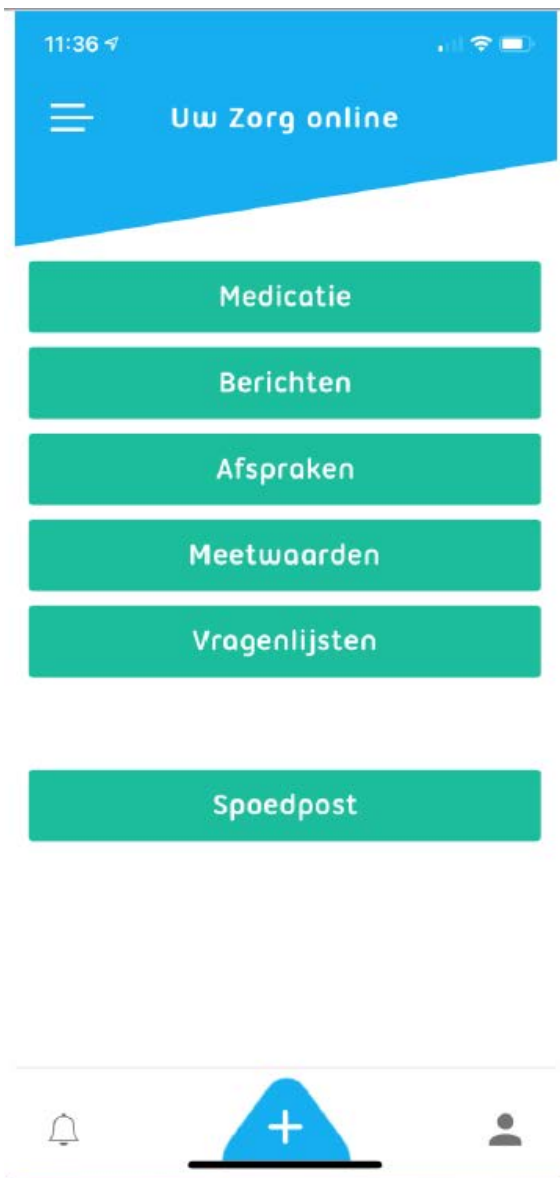 11:36
Uw Zorg online
Medicatie
Berichten
Afspraken
Meetwaarden
Vragenlijsten
Spoedpost